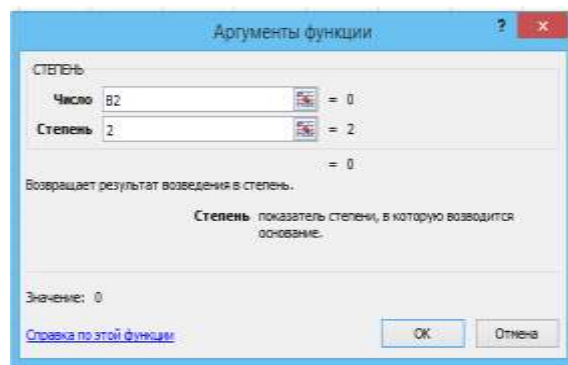 Аргументы функции ? ×
СТЕПЕНЬ
Число B2 = 0
Степень 2 = 2
= 0
Возвращает результат возведения в степень.
Степень показатель степени, в которую возводится
основание.
Значение: 0
Справка по этой функции ОК Отмена